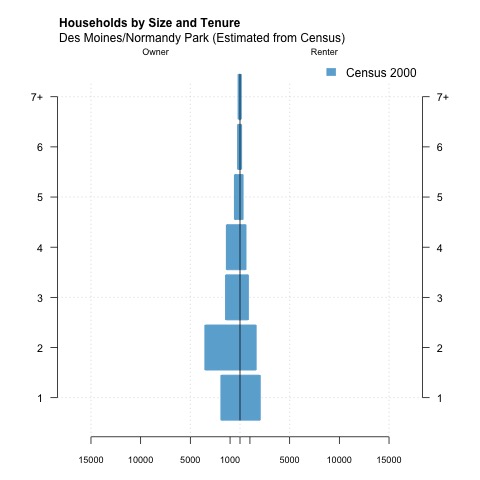 Households by Size and Tenure
Des Moines/Normandy Park (Estimated from Census)
Owner Renter
Census 2000
7+ 7+
6 6
5 5
4 4
3 3
2 2
1 1
15000 10000 5000 1000 5000 10000 15000